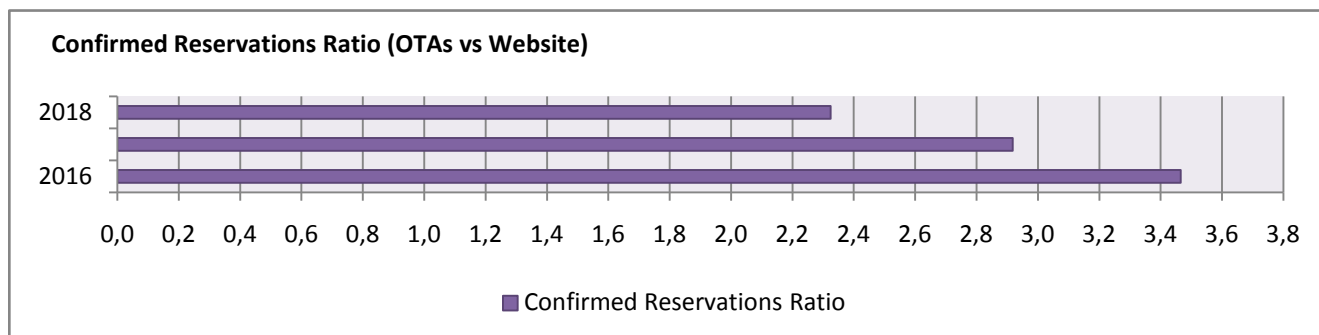 Confirmed Reservations Ratio (OTAs vs Website)
2018
2016
0,0 0,2 0,4 0,6 0,8 1,0 1,2 1,4 1,6 1,8 2,0 2,2 2,4 2,6 2,8 3,0 3,2 3,4 3,6 3,8
Confirmed Reservations Ratio